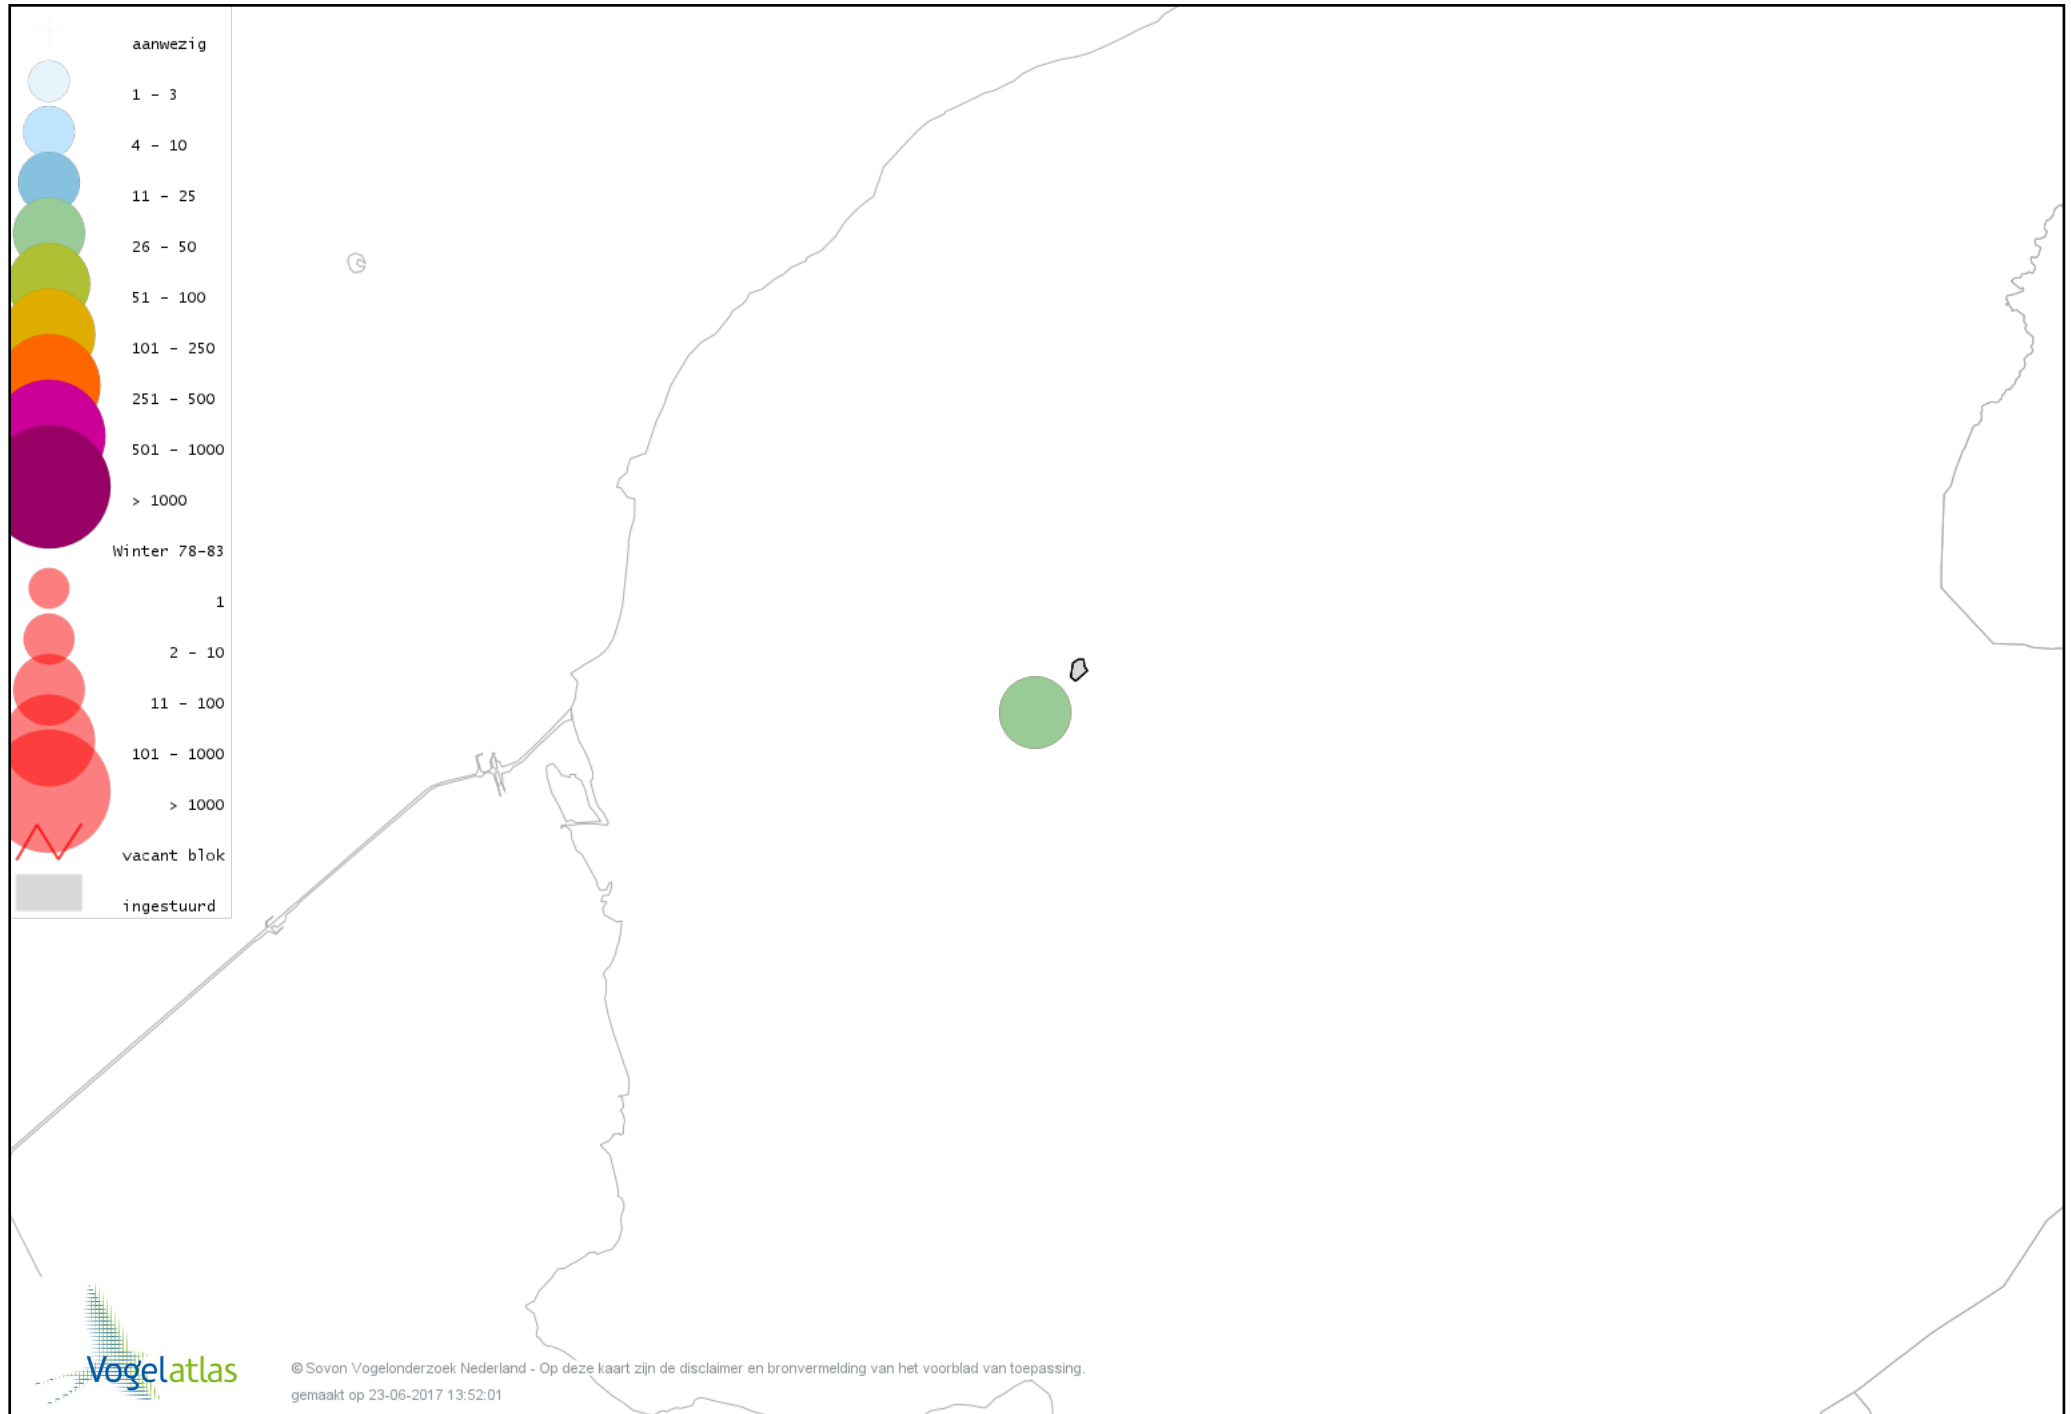 aanwezig
1 - 3
4 - 10
11 - 25
26 - 50
51 - 100
101 - 250
251 - 500
501 - 1000
> 1000
Winter 78-83
1
2 - 10
11 - 100
101 - 1000
> 1000
vacant blok
ingestuurd
Vogelatlas
© Sovon Vogelonderzoek Nederland - Op deze kaart zijn de disclaimer en bronvermelding van het voorblad van toepassing.
gemaakt op 23-06-2017 13:52:01